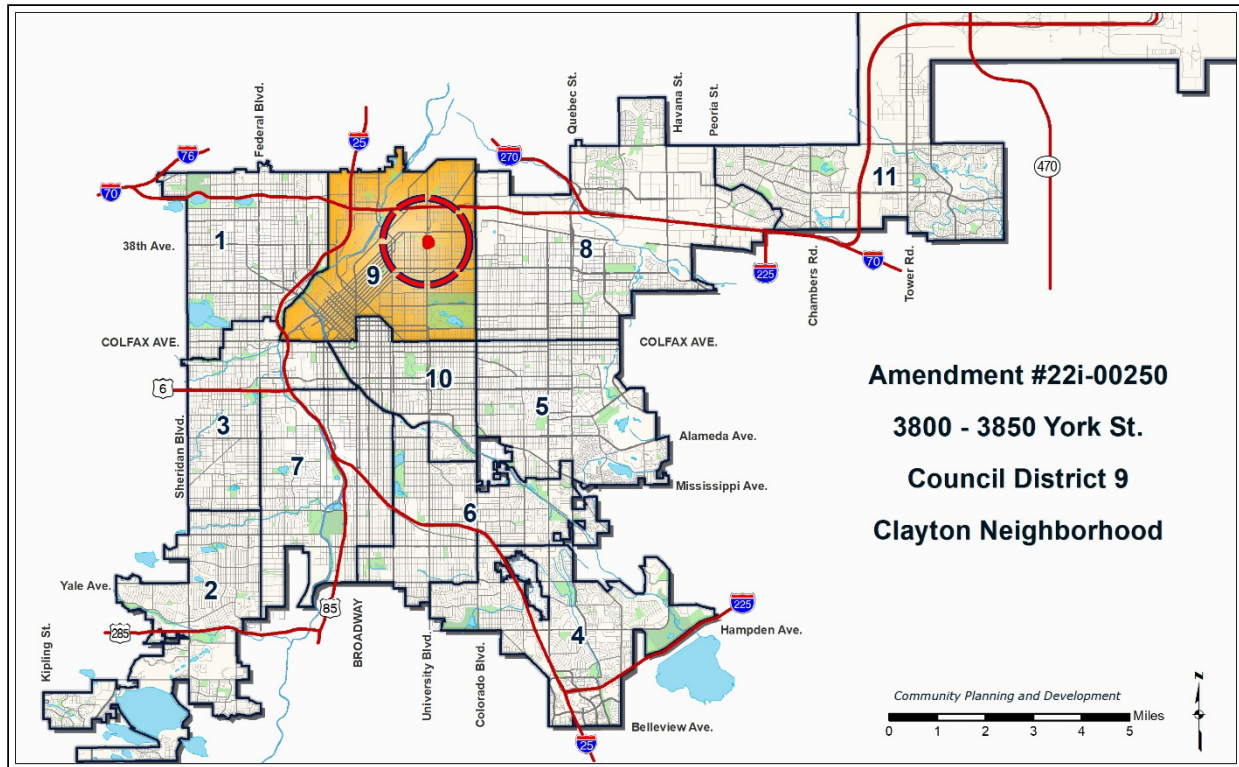 Federal Blvd.
25
76
70
270
Quebec St.
Havana St.
Peoria St.
470
11
38th Ave.
1
9
8
225
70
Chambers Rd.
Tower Rd.
COLFAX AVE.
COLFAX AVE.
6
10
5
3
Sheridan Blvd.
7
Alameda Ave.
Mississippi Ave.
6
Yale Ave.
2
85
285
Kipling St.
BROADWAY
University Blvd.
Colorado Blvd.
4
225
Hampden Ave.
Belleview Ave.
25
Amendment #22i-00250
3800 - 3850 York St.
Council District 9
Clayton Neighborhood
Community Planning and Development
Miles
0 1 2 3 4 5
N